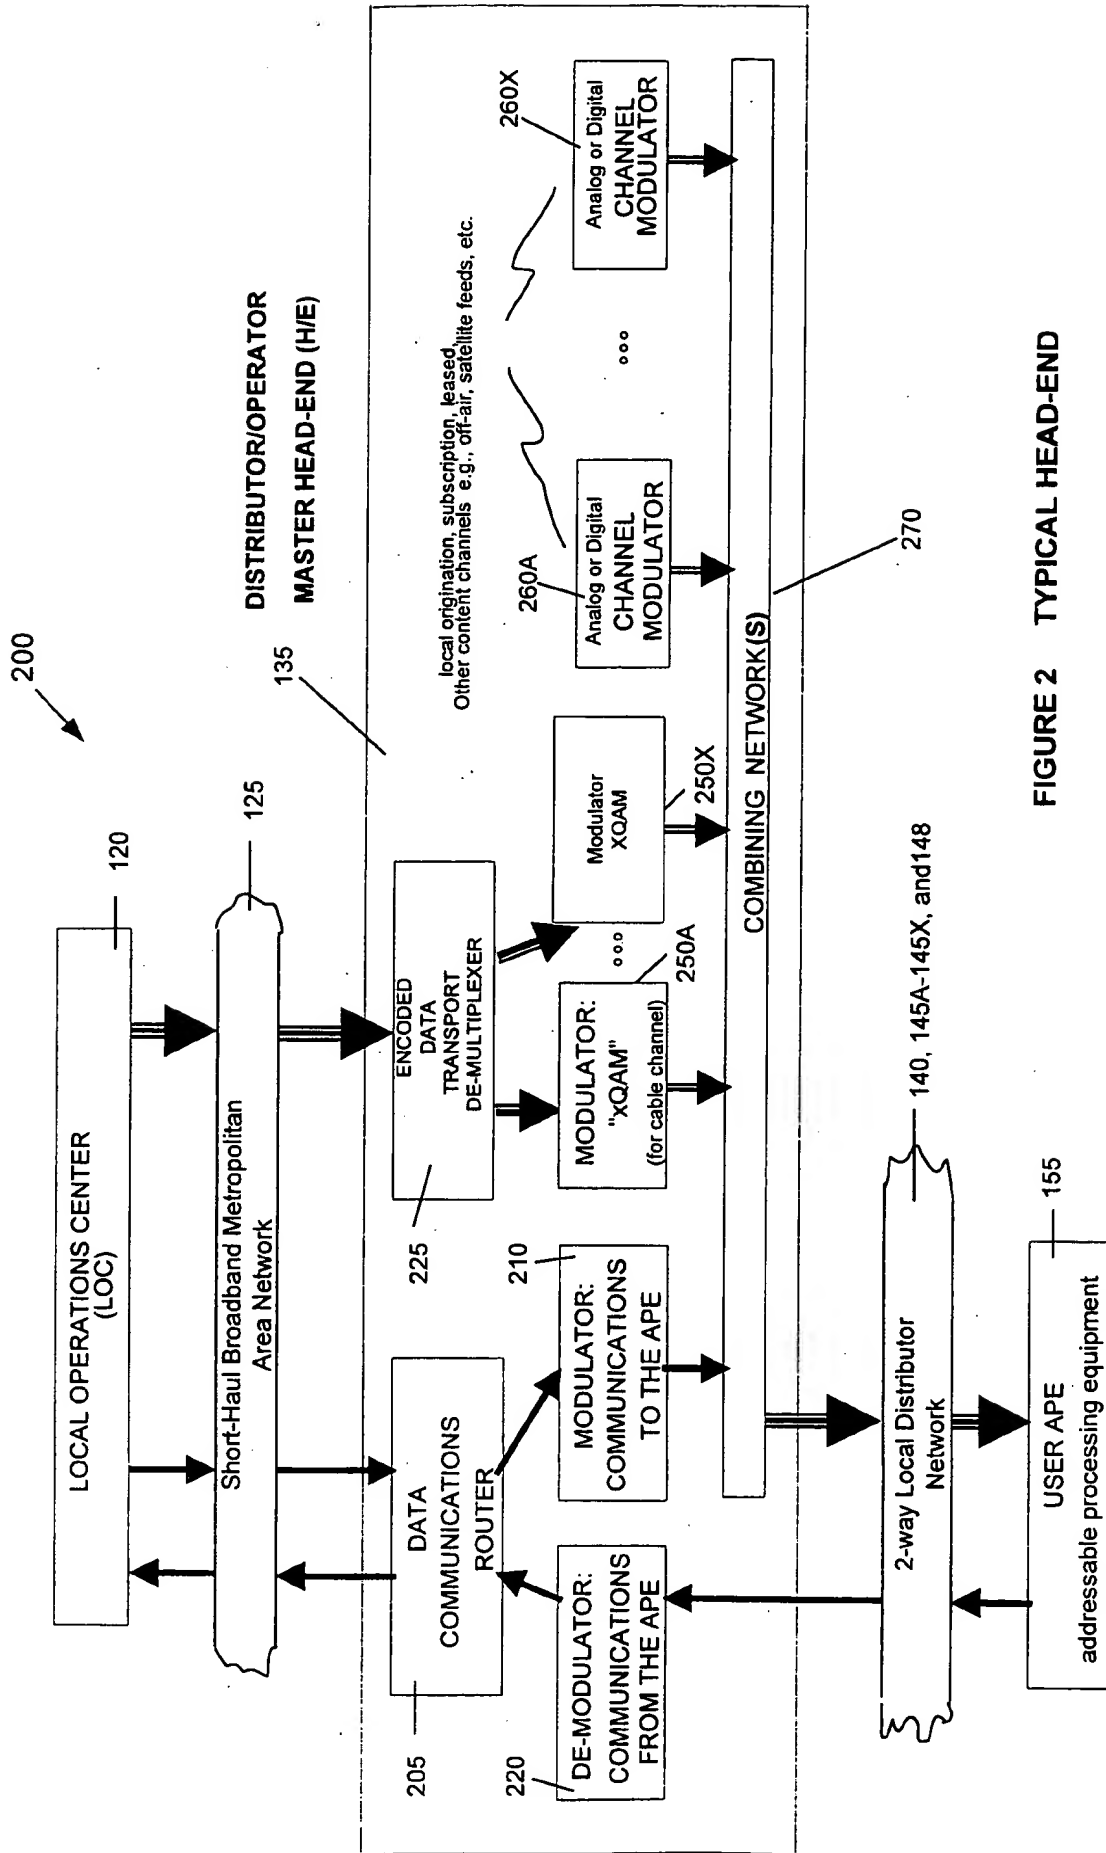 200
LOCAL OPERATIONS CENTER
(LOC)
120
Short-Haul Broadband Metropolitan
Area Network
125
DISTRIBUTOR/OPERATOR
MASTER HEAD-END (H/E)
135
DATA
COMMUNICATIONS
ROUTER
205
ENCODED
DATA
TRANSPORT
DE-MULTIPLEXER
225
local origination, subscription, leased,
Other content channels e.g., off-air, satellite feeds, etc.
DE-MODULATOR:
COMMUNICATIONS
FROM THE APE
220
MODULATOR:
COMMUNICATIONS
TO THE APE
210
MODULATOR:
"xQAM"
(for cable channel)
250A
ooo
Modulator
XQAM
250X
Analog or Digital
CHANNEL
MODULATOR
260A
ooo
Analog or Digital
CHANNEL
MODULATOR
260X
COMBINING NETWORK(S)
270
2-way Local Distributor
Network
140, 145A-145X, and148
USER APE
addressable processing equipment
155
FIGURE 2 TYPICAL HEAD-END